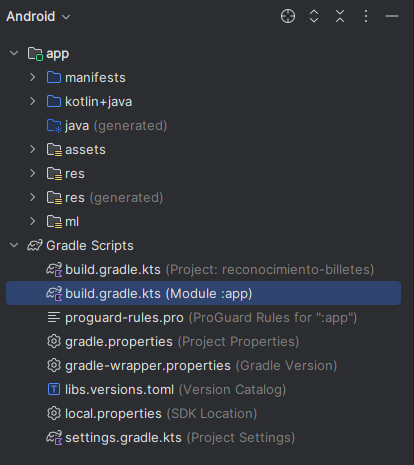 Android
app
manifests
kotlin+java
java (generated)
assets
res
res (generated)
ml
Gradle Scripts
build.gradle.kts (Project: reconocimiento-billetes)
build.gradle.kts (Module :app)
proguard-rules.pro (ProGuard Rules for ":app")
gradle.properties (Project Properties)
gradle-wrapper.properties (Gradle Version)
libs.versions.toml (Version Catalog)
local.properties (SDK Location)
settings.gradle.kts (Project Settings)